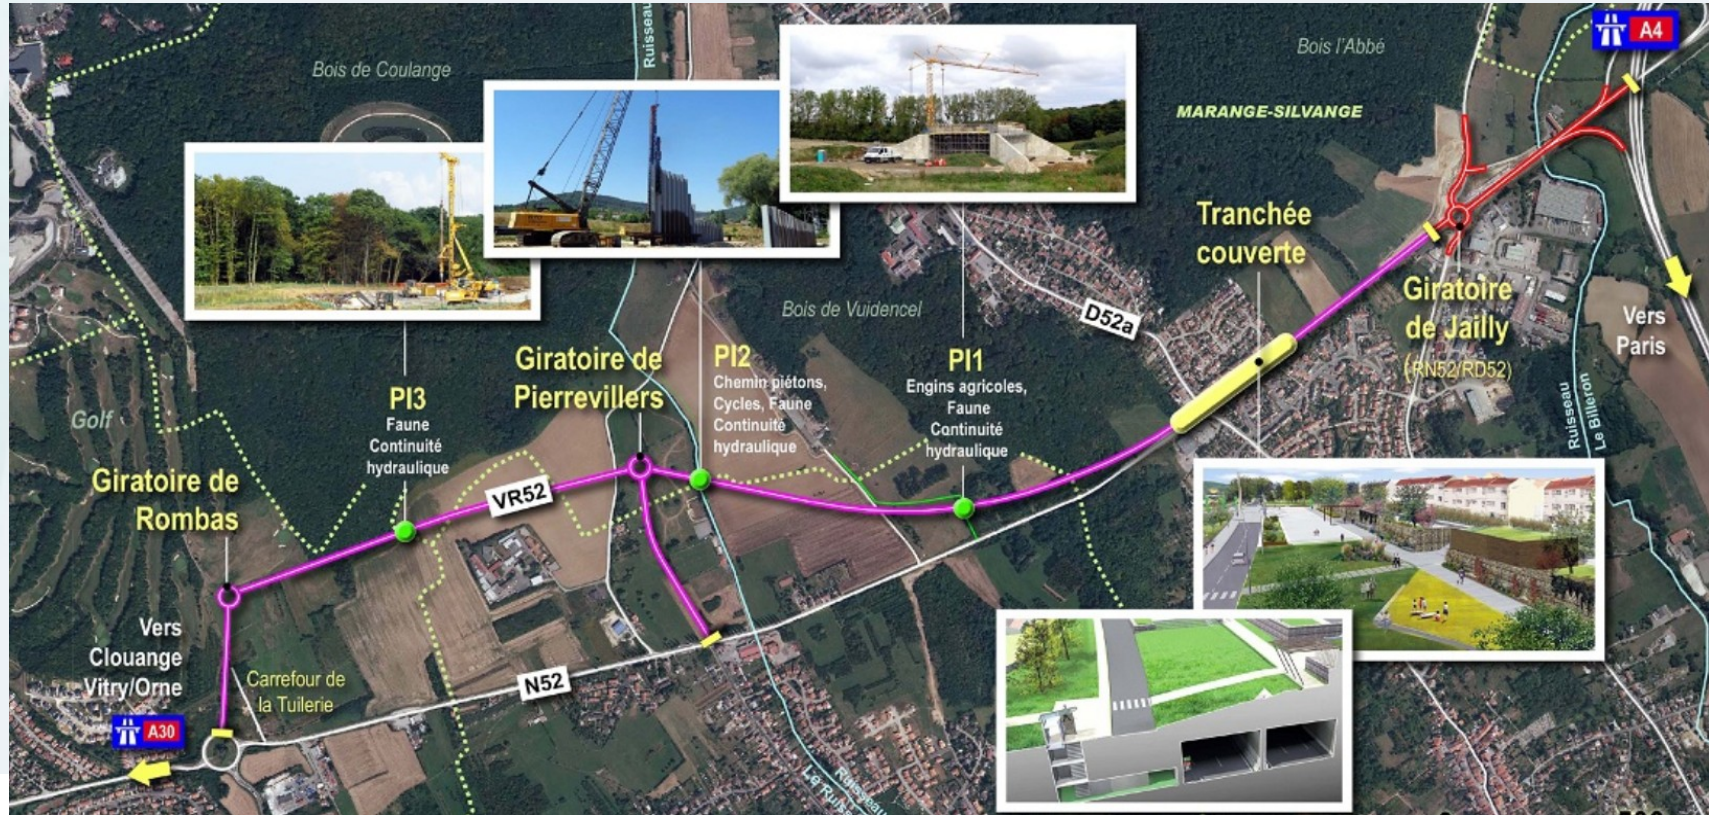 A4
Bois l'Abbé
Bois de Coulange
Ruisseau
MARANGE-SILVANGE
Tranchée
couverte
Giratoire
de Jailly
(RN52/RD52)
Vers
Paris
Bois de Vuidencel
D52a
Giratoire de
Pierrevillers
PI2
Chemin piétons,
Cycles, Faune
Continuité
hydraulique
PI1
Engins agricoles,
Faune
Continuité
hydraulique
PI3
Faune
Continuité
hydraulique
Ruisseau
Le Billeron
Golf
Giratoire de
Rombas
VR52
Vers
Clouange
Vitry/Orne
Carrefour de
la Tuilerie
N52
A30
Ruisseau